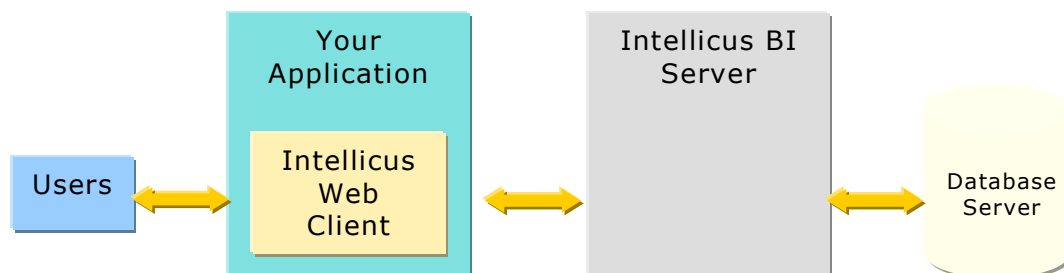 Your
Application
Intellicus BI
Server
Users
Intellicus
Web
Client
Database
Server